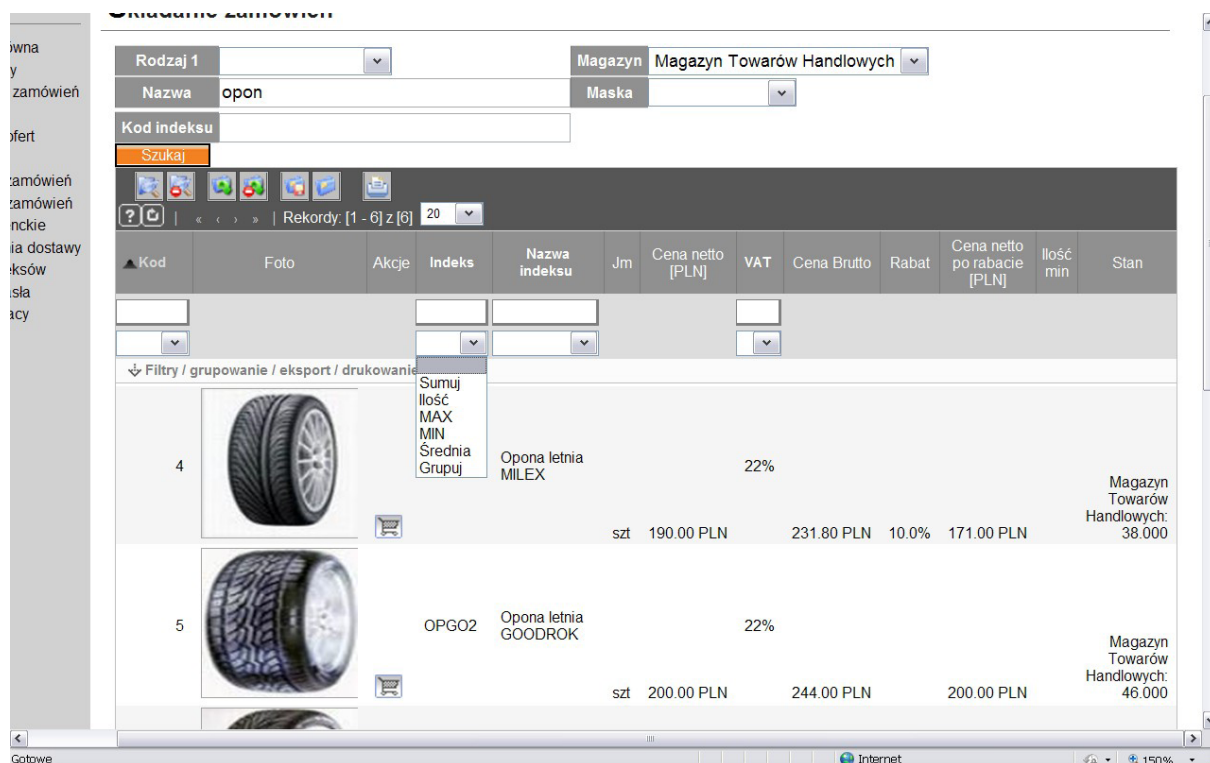 Składanie zamówień
ówna
y
zamówień
ofert
zamówień
zamówień
enckie
ia dostawy
eksów
sła
acy
Rodzaj 1
Magazyn Magazyn Towarów Handlowych
Nazwa opon
Maska
Kod indeksu
Szukaj
? | « ‹ › » | Rekordy: [1 - 6] z [6] 20
Kod Foto Akcje Indeks Nazwa indeksu Jm Cena netto [PLN] VAT Cena Brutto Rabat Cena netto po rabacie [PLN] Ilość min Stan
Filtry / grupowanie / eksport / drukowanie
Sumuj
Ilość
MAX
MIN
Średnia
Grupuj
4
Opona letnia
MILEX
22%
Magazyn
Towarów
Handlowych:
szt 190.00 PLN 231.80 PLN 10.0% 171.00 PLN 38.000
5 OPGO2
Opona letnia
GOODROK
22%
Magazyn
Towarów
Handlowych:
szt 200.00 PLN 244.00 PLN 200.00 PLN 46.000
Gotowe Internet 150%